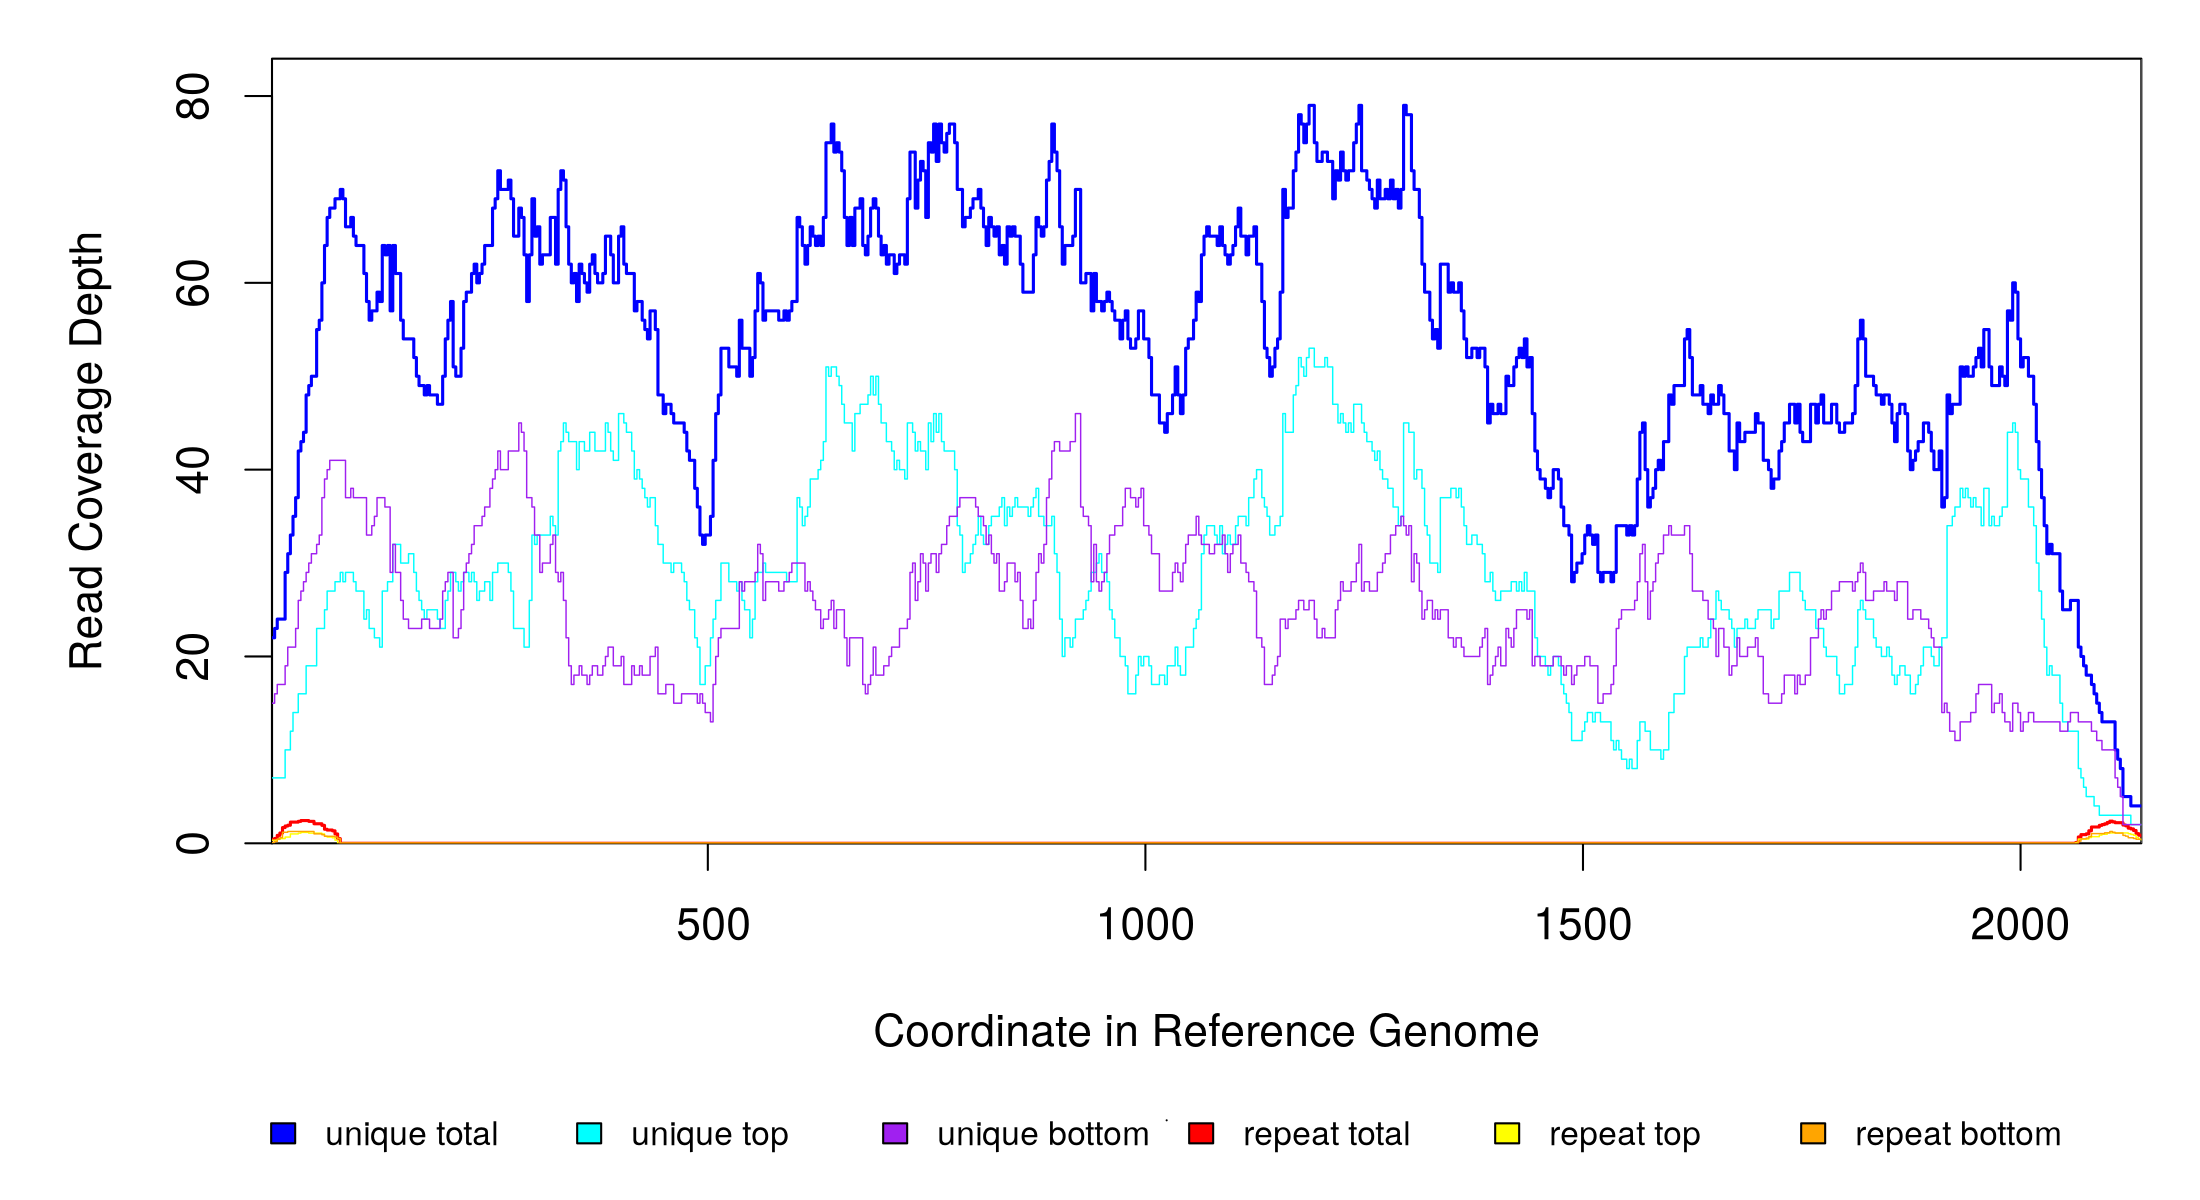 Read Coverage Depth
80
60
40
20
0
500 1000 1500 2000
Coordinate in Reference Genome
unique total unique top unique bottom repeat total repeat top repeat bottom